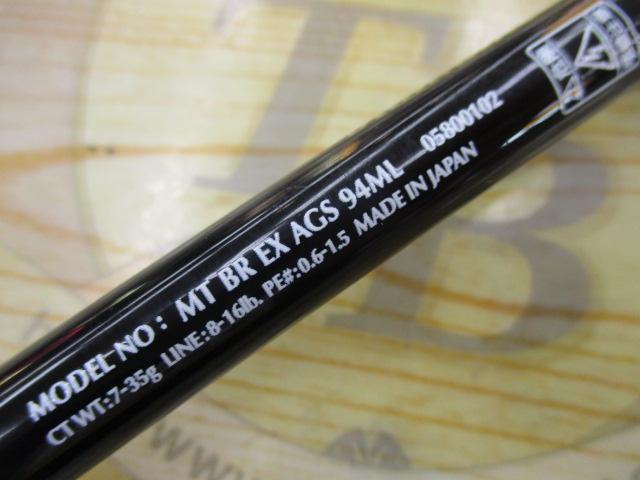 MODEL NO : MT BR EX AGS 94ML 05800102
CT WT.:7-35g LINE:8-16lb. PE#:0.6-1.5 MADE IN JAPAN
TB